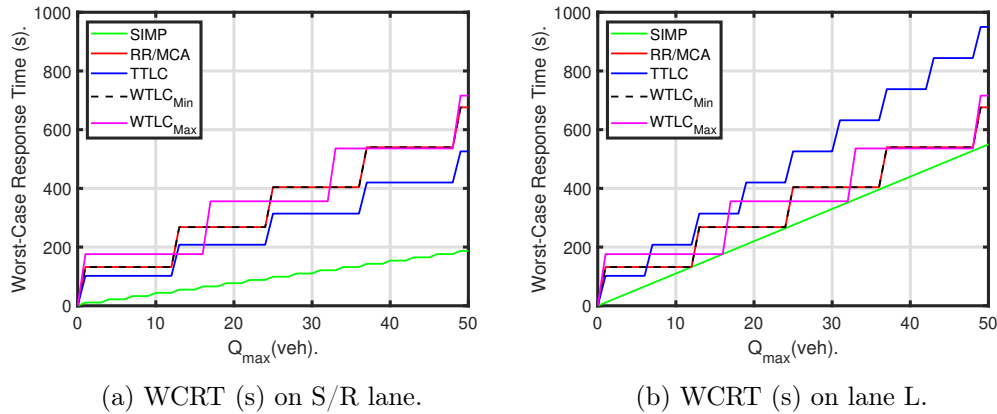 1000
800
600
400
200
0
Worst-Case Response Time (s).
SIMP
RR/MCA
TTLC
WTLC_Min
WTLC_Max
0
10
20
30
40
50
Q_max(veh).
(a) WCRT (s) on S/R lane.
1000
800
600
400
200
0
Worst-Case Response Time (s).
SIMP
RR/MCA
TTLC
WTLC_Min
WTLC_Max
0
10
20
30
40
50
Q_max(veh).
(b) WCRT (s) on lane L.